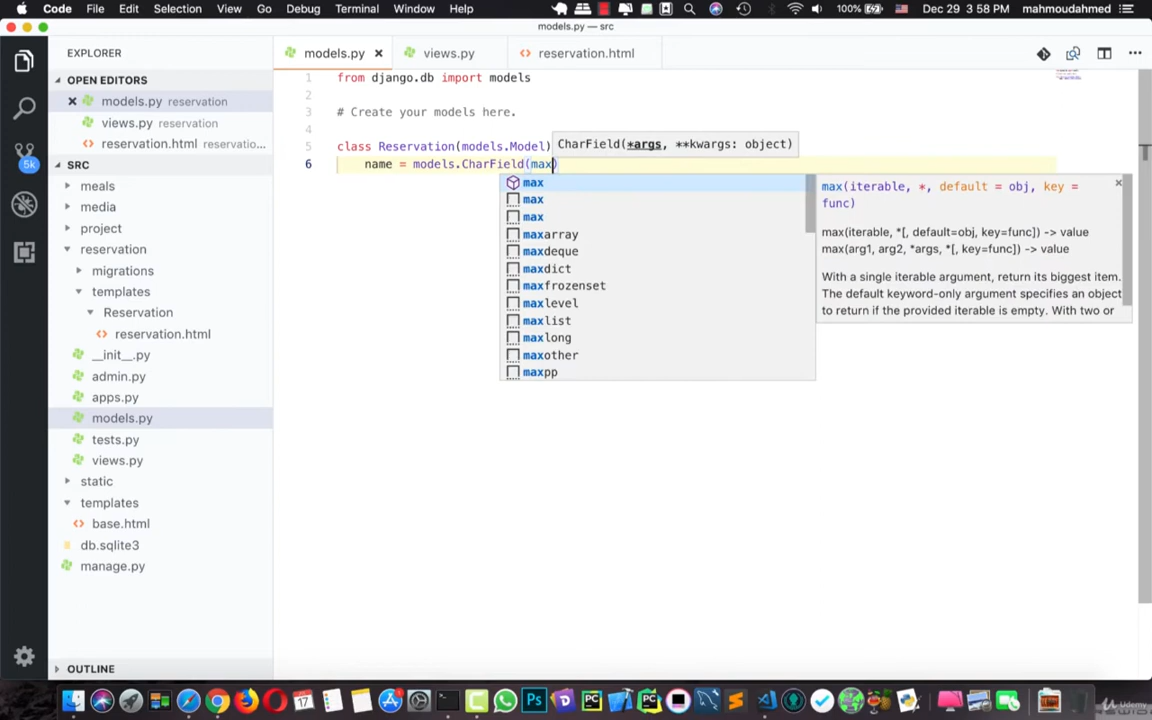 Code File Edit Selection View Go Debug Terminal Window Help 100% Dec 29 3:58 PM mahmoudahmed
models.py — src
EXPLORER
models.py
views.py
reservation.html
OPEN EDITORS
models.py reservation
views.py reservation
reservation.html reservatio...
SRC
meals
media
project
reservation
migrations
templates
Reservation
reservation.html
__init__.py
admin.py
apps.py
models.py
tests.py
views.py
static
templates
base.html
db.sqlite3
manage.py
OUTLINE
5k
1 from django.db import models
2
3 # Create your models here.
4
5 class Reservation(models.Model)
6 name = models.CharField(max)
CharField(*args, **kwargs: object)
max
max
max
maxarray
maxdeque
maxdict
maxfrozenset
maxlevel
maxlist
maxlong
maxother
maxpp
max(iterable, *, default = obj, key =
func)
max(iterable, *[, default=obj, key=func]) -> value
max(arg1, arg2, *args, *[, key=func]) -> value
With a single iterable argument, return its biggest item.
The default keyword-only argument specifies an object
to return if the provided iterable is empty. With two or
17
Ps
PC
PC
Udemy